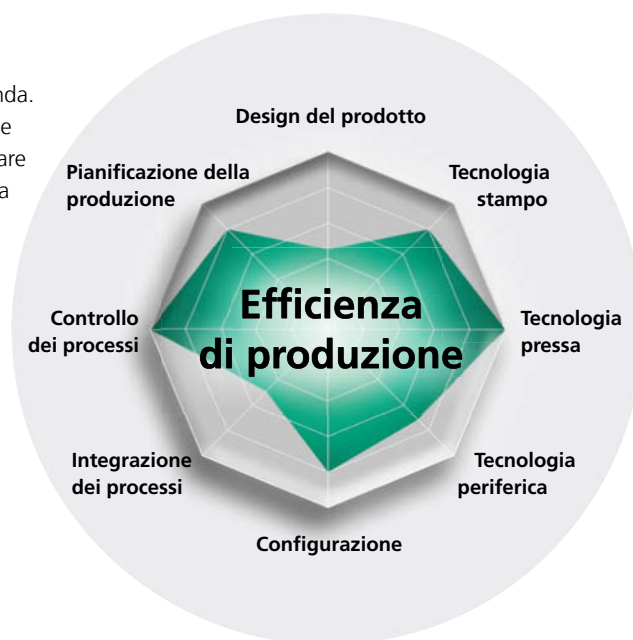 nda.
e
are
a
Design del prodotto
Pianificazione della
produzione
Tecnologia
stampo
Controllo
dei processi
Efficienza
di produzione
Tecnologia
pressa
Integrazione
dei processi
Tecnologia
periferica
Configurazione